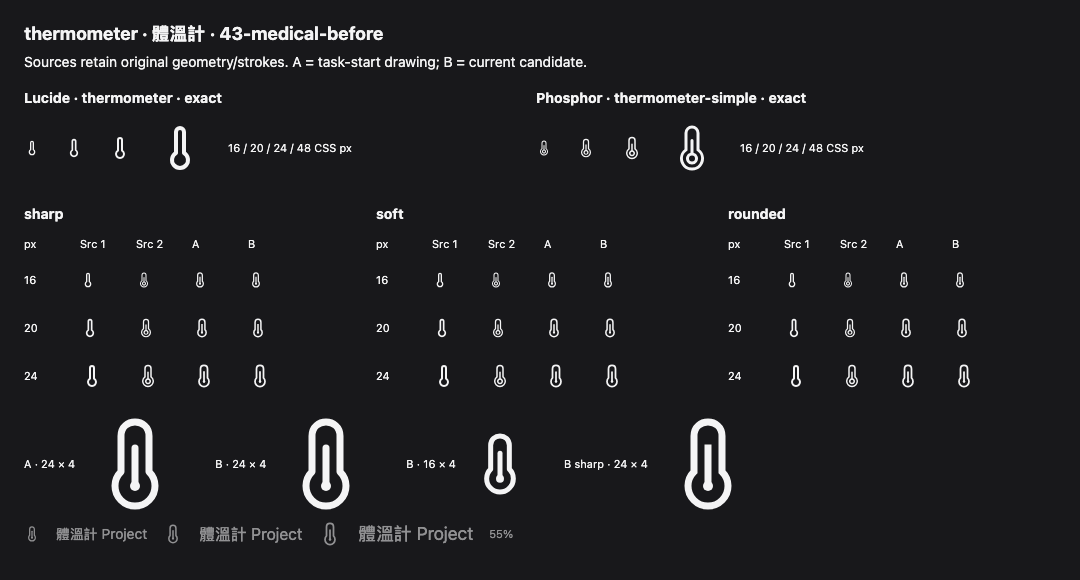 thermometer · 體溫計 · 43-medical-before
Sources retain original geometry/strokes. A = task-start drawing; B = current candidate.
Lucide · thermometer · exact
Phosphor · thermometer-simple · exact
16 / 20 / 24 / 48 CSS px
16 / 20 / 24 / 48 CSS px
sharp
soft
rounded
px Src 1 Src 2 A B
px Src 1 Src 2 A B
px Src 1 Src 2 A B
16
16
16
20
20
20
24
24
24
A · 24 × 4
B · 24 × 4
B · 16 × 4
B sharp · 24 × 4
體溫計 Project
體溫計 Project
體溫計 Project
55%